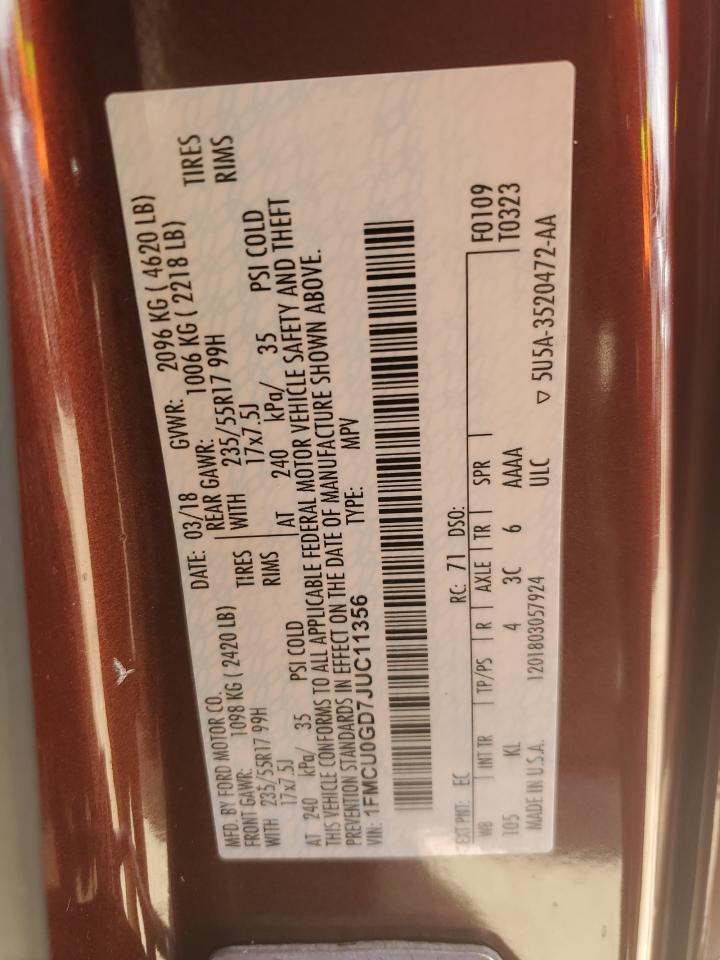 MFD. BY FORD MOTOR CO.
DATE: 03/18 GVWR: 2096 KG ( 4620 LB)
FRONT GAWR: 1098 KG ( 2420 LB) REAR GAWR: 1006 KG ( 2218 LB)
WITH 235/55R17 99H TIRES WITH 235/55R17 99H TIRES
17x7.5J RIMS 17x7.5J RIMS
AT 240 kPa/ 35 PSI COLD AT 240 kPa/ 35 PSI COLD
THIS VEHICLE CONFORMS TO ALL APPLICABLE FEDERAL MOTOR VEHICLE SAFETY AND THEFT
PREVENTION STANDARDS IN EFFECT ON THE DATE OF MANUFACTURE SHOWN ABOVE.
VIN: 1FMCU0GD7JUC11356 TYPE: MPV
EXT PNT: EC RC: 71 DSO: F0109
WB INT TR TP/PS R AXLE TR SPR T0323
105 KL 4 3C 6 AAAA
MADE IN U.S.A. 1201803057924 ULC ▽ 5U5A-3520472-AA